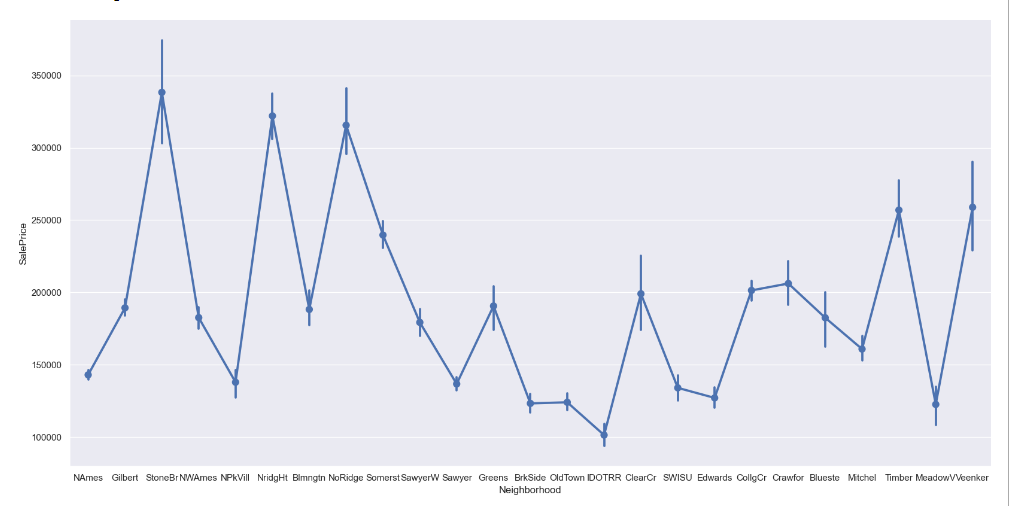 350000
300000
250000
200000
150000
100000
SalePrice
NAmes Gilbert StoneBr NWAmes NPkVill NridgHt Blmngtn NoRidge Somerst SawyerW Sawyer Greens BrkSide OldTown IDOTRR ClearCr SWISU Edwards CollgCr Crawfor Blueste Mitchel Timber MeadowV Veenker
Neighborhood